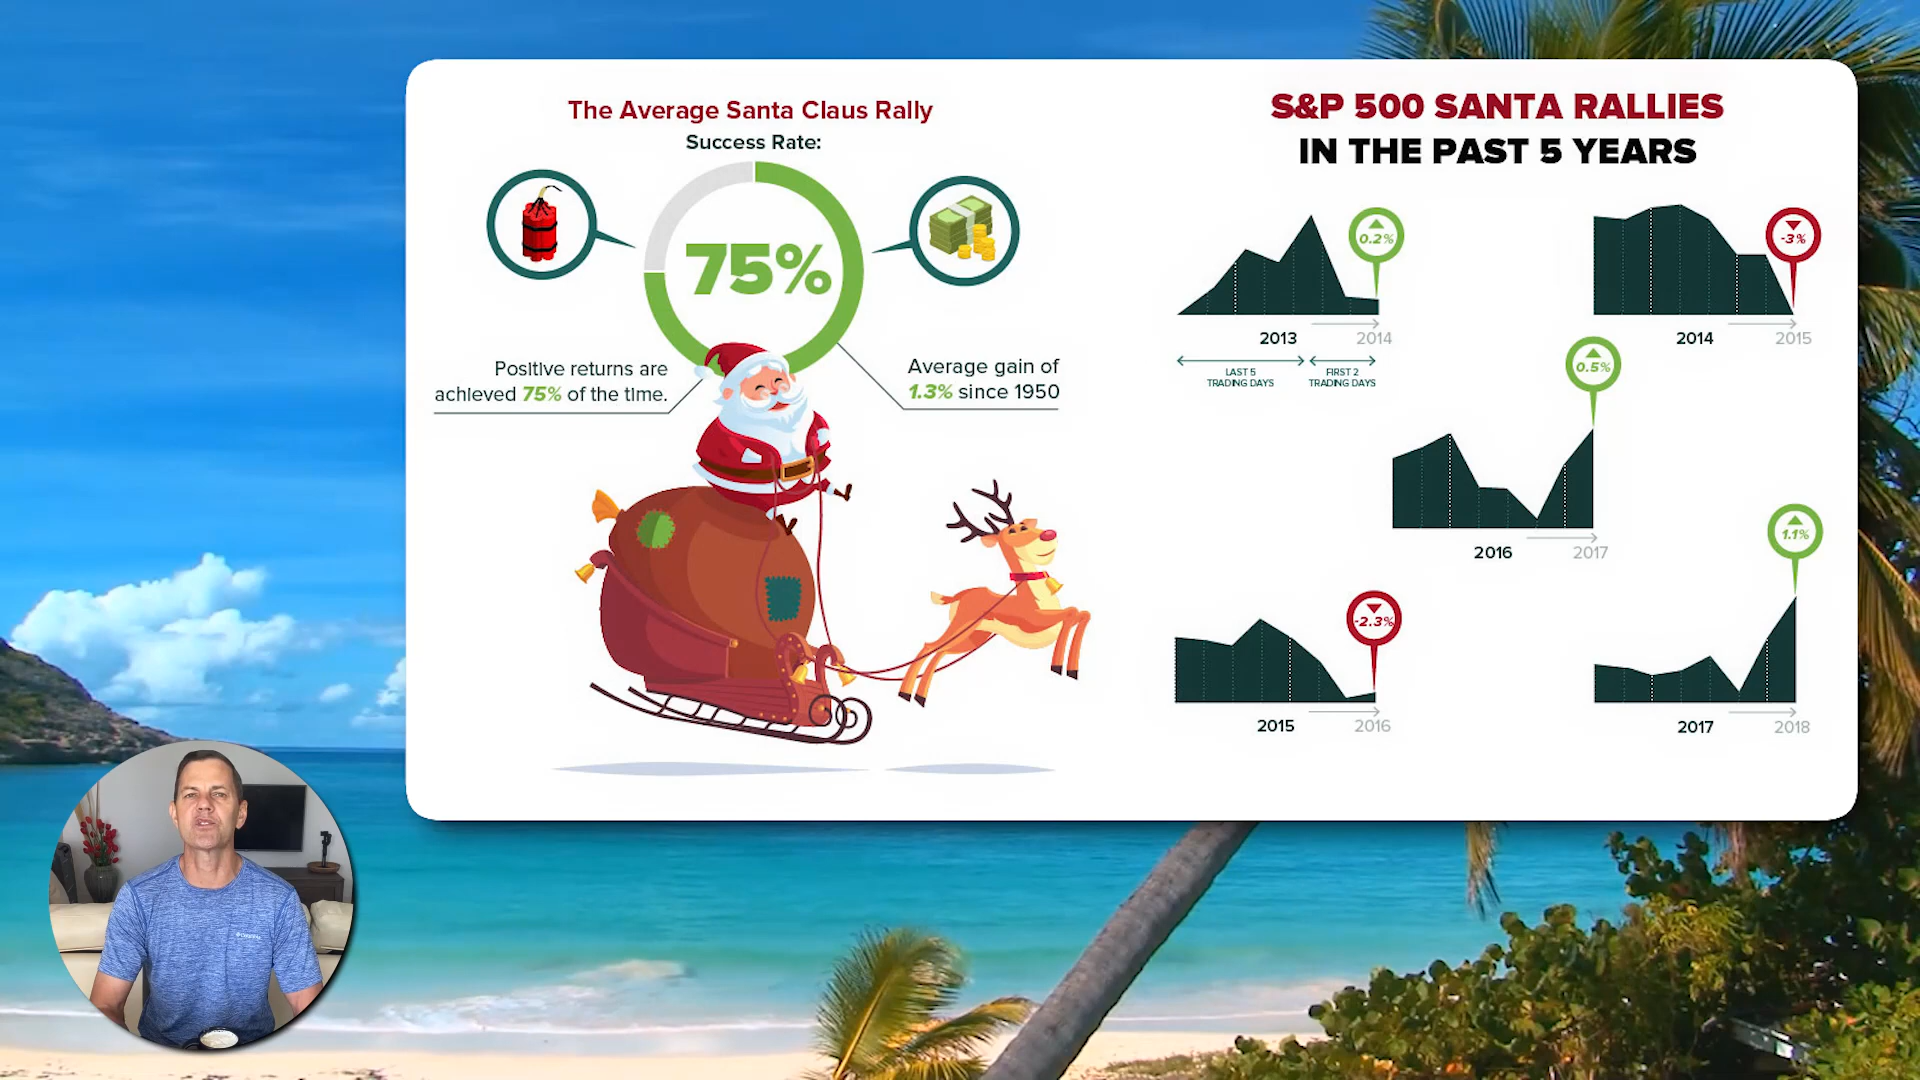 The Average Santa Claus Rally
Success Rate:
75%
Positive returns are
achieved 75% of the time.
Average gain of
1.3% since 1950
S&P 500 SANTA RALLIES
IN THE PAST 5 YEARS
0.2%
2013
2014
LAST 5
TRADING DAYS
FIRST 2
TRADING DAYS
-3%
2014
2015
0.5%
2016
2017
-2.3%
2015
2016
1.1%
2017
2018